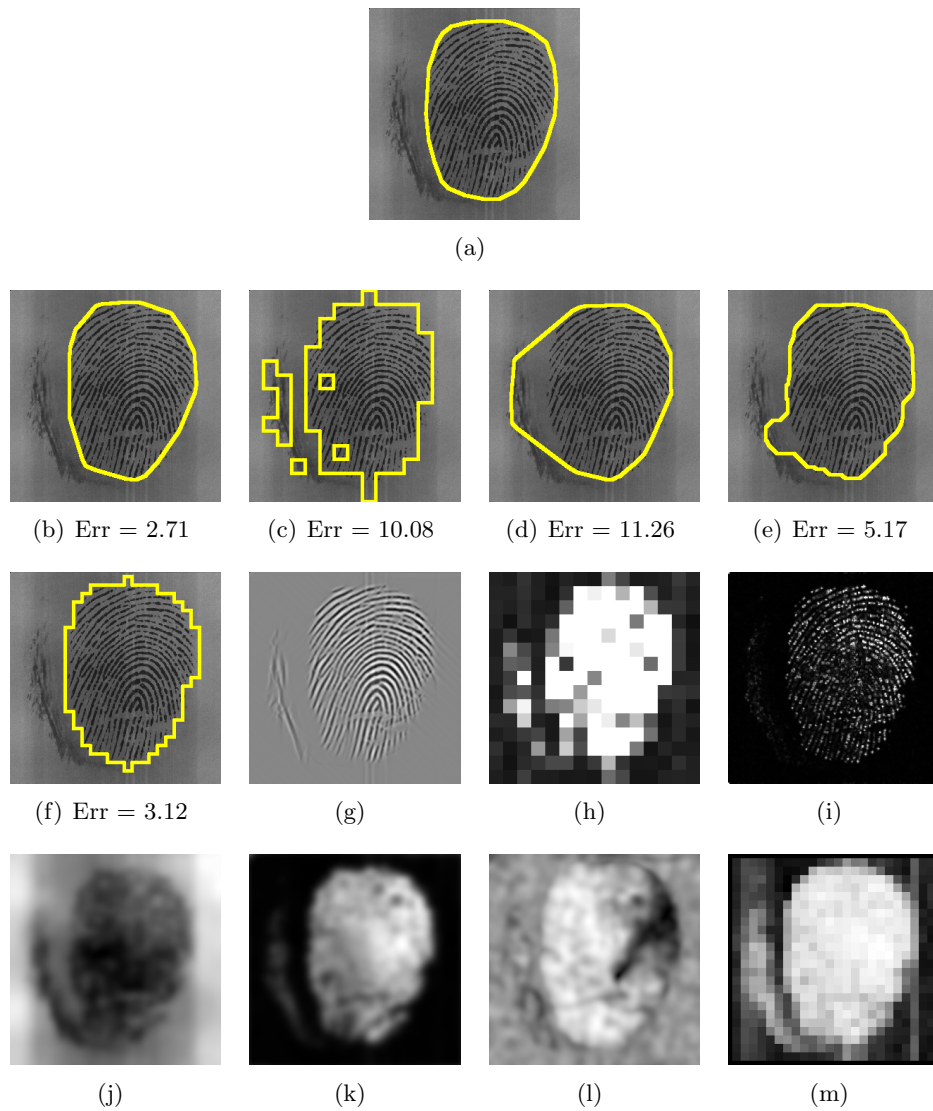 (a)
(b) Err = 2.71
(c) Err = 10.08
(d) Err = 11.26
(e) Err = 5.17
(f) Err = 3.12
(g)
(h)
(i)
(j)
(k)
(l)
(m)